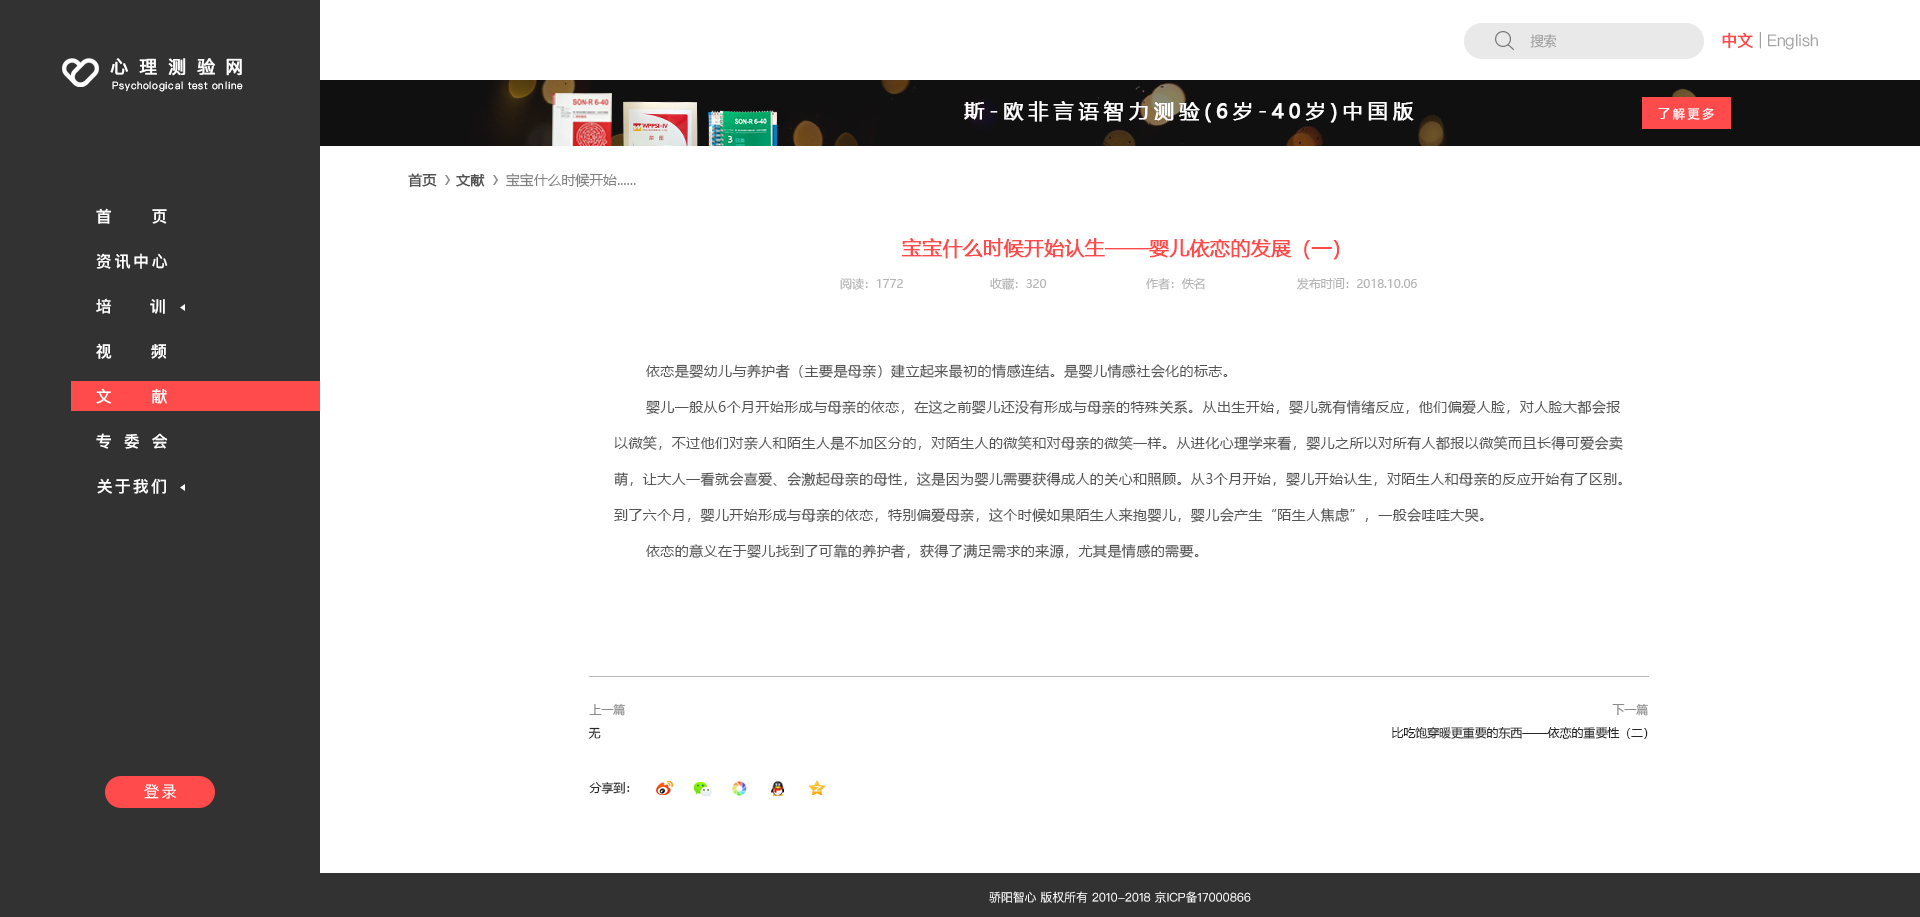 心理测验网
Psychological test online
首 页
资讯中心
培 训
视 频
文 献
专 委 会
关于我们
登录
搜索
中文 | English
SON-R 6-40
WPPSI-IV
SON-R 6-40
3
斯-欧非言语智力测验(6岁-40岁)中国版
了解更多
首页 > 文献 > 宝宝什么时候开始......
宝宝什么时候开始认生——婴儿依恋的发展（一）
阅读：1772 收藏：320 作者：佚名 发布时间：2018.10.06
依恋是婴幼儿与养护者（主要是母亲）建立起来最初的情感连结。是婴儿情感社会化的标志。
婴儿一般从6个月开始形成与母亲的依恋，在这之前婴儿还没有形成与母亲的特殊关系。从出生开始，婴儿就有情绪反应，他们偏爱人脸，对人脸大都会报
以微笑，不过他们对亲人和陌生人是不加区分的，对陌生人的微笑和对母亲的微笑一样。从进化心理学来看，婴儿之所以对所有人都报以微笑而且长得可爱会卖
萌，让大人一看就会喜爱、会激起母亲的母性，这是因为婴儿需要获得成人的关心和照顾。从3个月开始，婴儿开始认生，对陌生人和母亲的反应开始有了区别。
到了六个月，婴儿开始形成与母亲的依恋，特别偏爱母亲，这个时候如果陌生人来抱婴儿，婴儿会产生“陌生人焦虑”，一般会哇哇大哭。
依恋的意义在于婴儿找到了可靠的养护者，获得了满足需求的来源，尤其是情感的需要。
上一篇 下一篇
无 比吃饱穿暖更重要的东西——依恋的重要性（二）
分享到：
骄阳智心 版权所有 2010-2018 京ICP备17000866